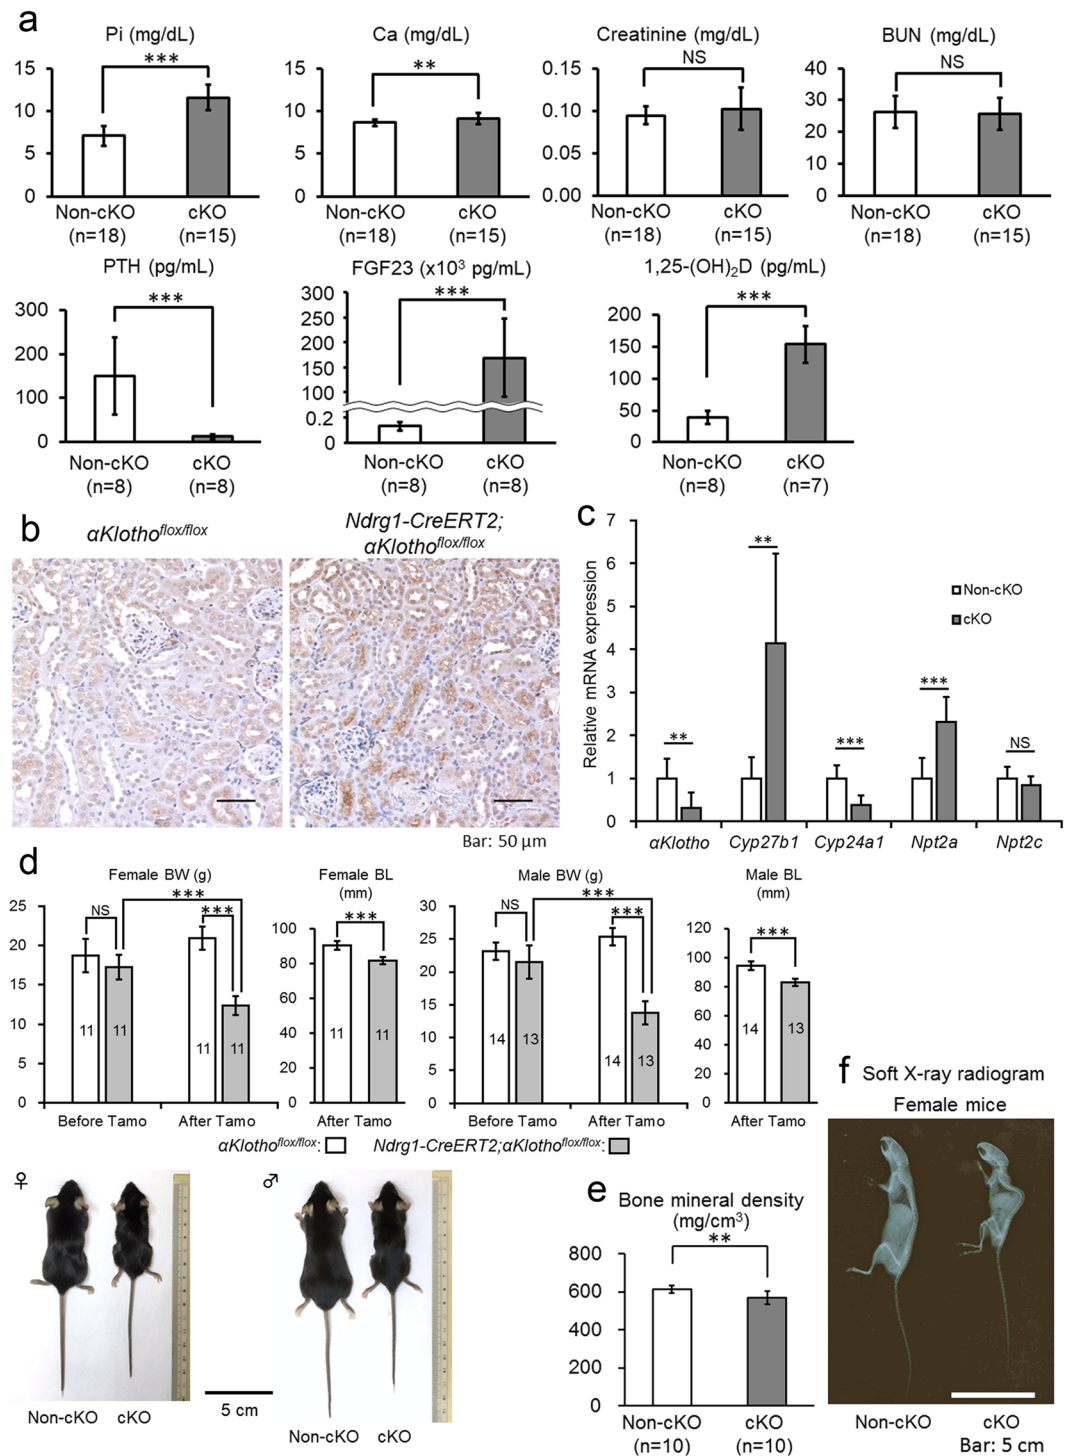 a
Pi (mg/dL)
Ca (mg/dL)
Creatinine (mg/dL)
BUN (mg/dL)
***
**
NS
NS
15
10
5
0
15
10
5
0
0.15
0.10
0.05
0.00
40
30
20
10
0
Non-cKO
(n=18)
cKO
(n=15)
Non-cKO
(n=18)
cKO
(n=15)
Non-cKO
(n=18)
cKO
(n=15)
Non-cKO
(n=18)
cKO
(n=15)
PTH (pg/mL)
FGF23 (x10³ pg/mL)
1,25-(OH)₂D (pg/mL)
***
***
***
300
200
100
0
300
250
200
150
100
0.2
0
200
150
100
50
0
Non-cKO
(n=8)
cKO
(n=8)
Non-cKO
(n=8)
cKO
(n=8)
Non-cKO
(n=8)
cKO
(n=7)
b
αKlotho^flox/flox
Ndrg1-CreERT2;
αKlotho^flox/flox
Bar: 50 µm
c
Relative mRNA expression
7
6
5
4
3
2
1
0
Non-cKO
cKO
**
**
***
***
NS
αKlotho
Cyp27b1
Cyp24a1
Npt2a
Npt2c
d
Female BW (g)
***
NS
***
25
20
15
10
5
0
11
11
11
11
Before Tamo
After Tamo
Female BL
(mm)
***
100
80
60
40
20
0
11
11
After Tamo
Male BW (g)
***
NS
***
30
25
20
15
10
5
0
14
13
14
13
Before Tamo
After Tamo
Male BL
(mm)
***
120
100
80
60
40
20
0
14
13
After Tamo
αKlotho^flox/flox:
Ndrg1-CreERT2;αKlotho^flox/flox:
♀
♂
Non-cKO
cKO
5 cm
Non-cKO
cKO
e
Bone mineral density
(mg/cm³)
**
800
600
400
200
0
Non-cKO
(n=10)
cKO
(n=10)
f
Soft X-ray radiogram
Female mice
Non-cKO
cKO
Bar: 5 cm